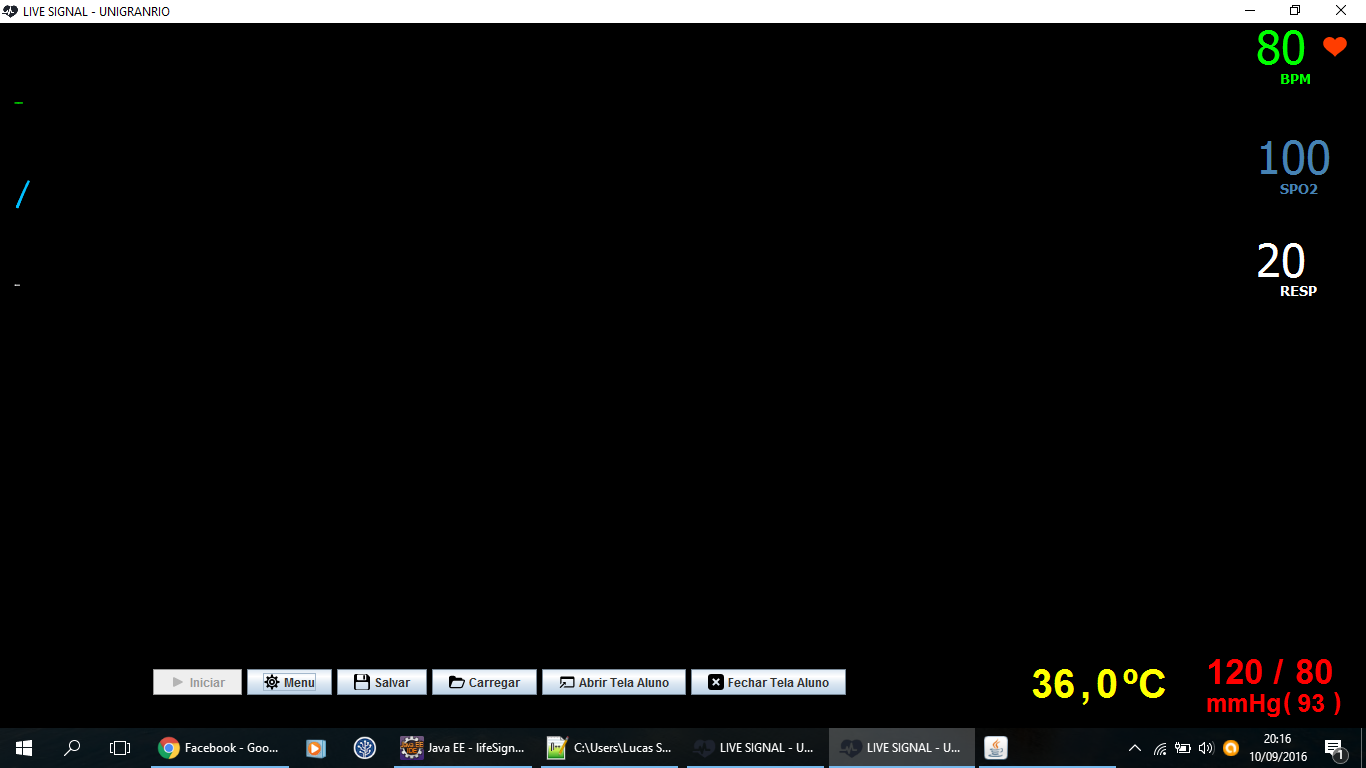 LIVE SIGNAL - UNIGRANRIO
80
BPM
100
SPO2
20
RESP
Iniciar
Menu
Salvar
Carregar
Abrir Tela Aluno
Fechar Tela Aluno
36,0ºC
120 / 80
mmHg( 93 )
Facebook - Goo...
Java EE - lifeSign...
C:\Users\Lucas S...
LIVE SIGNAL - U...
LIVE SIGNAL - U...
20:16
10/09/2016
1